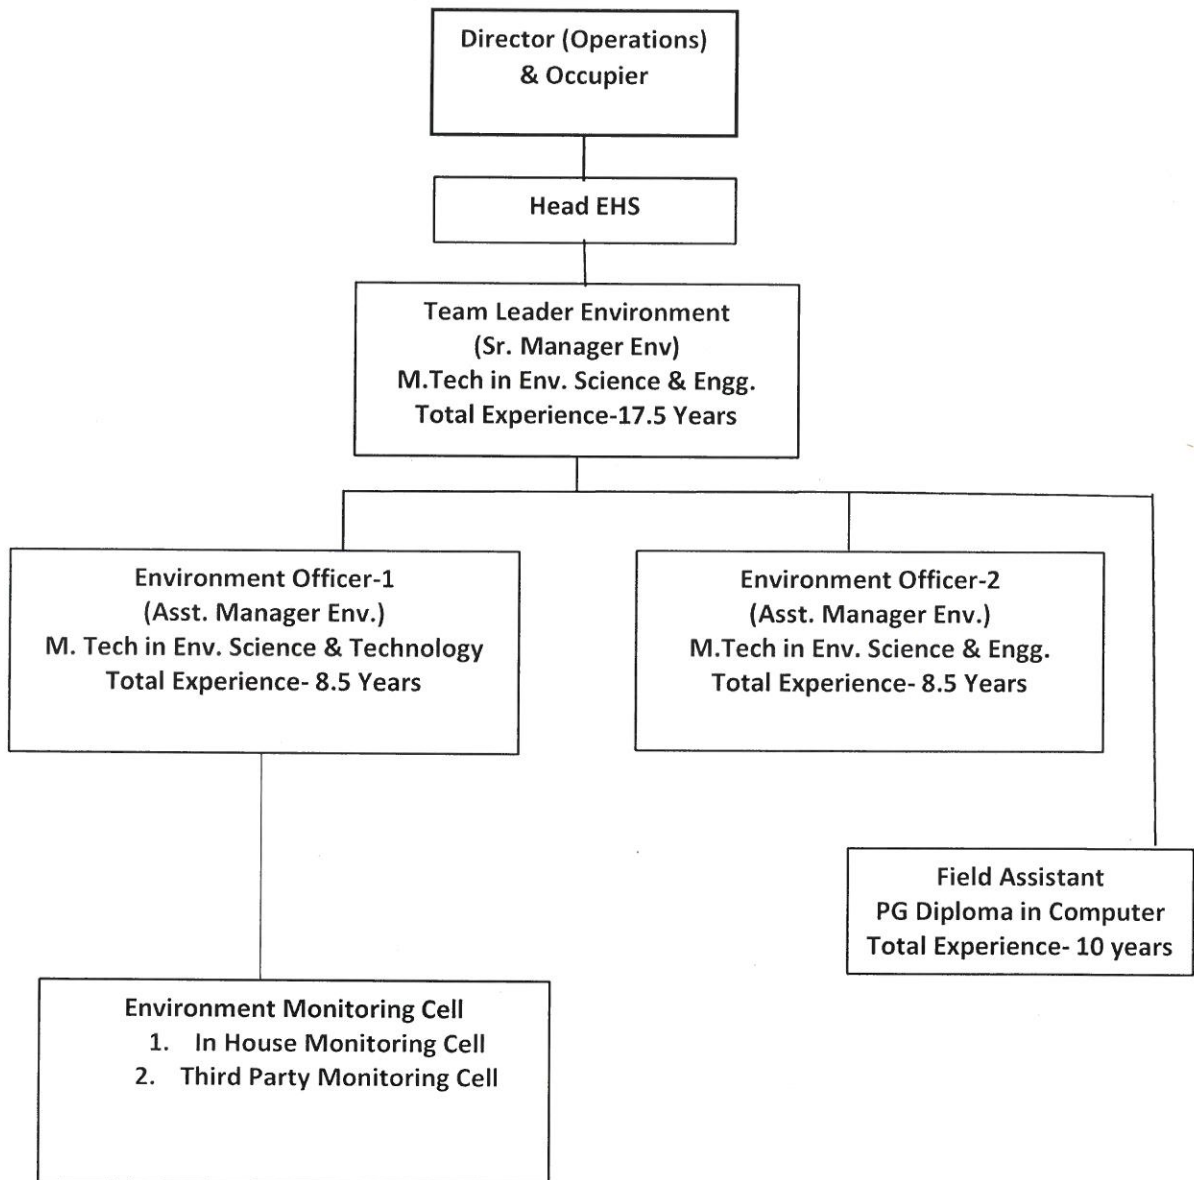 Director (Operations)
& Occupier
Head EHS
Team Leader Environment
(Sr. Manager Env)
M.Tech in Env. Science & Engg.
Total Experience-17.5 Years
Environment Officer-1
(Asst. Manager Env.)
M. Tech in Env. Science & Technology
Total Experience- 8.5 Years
Environment Officer-2
(Asst. Manager Env.)
M.Tech in Env. Science & Engg.
Total Experience- 8.5 Years
Field Assistant
PG Diploma in Computer
Total Experience- 10 years
Environment Monitoring Cell
1. In House Monitoring Cell
2. Third Party Monitoring Cell